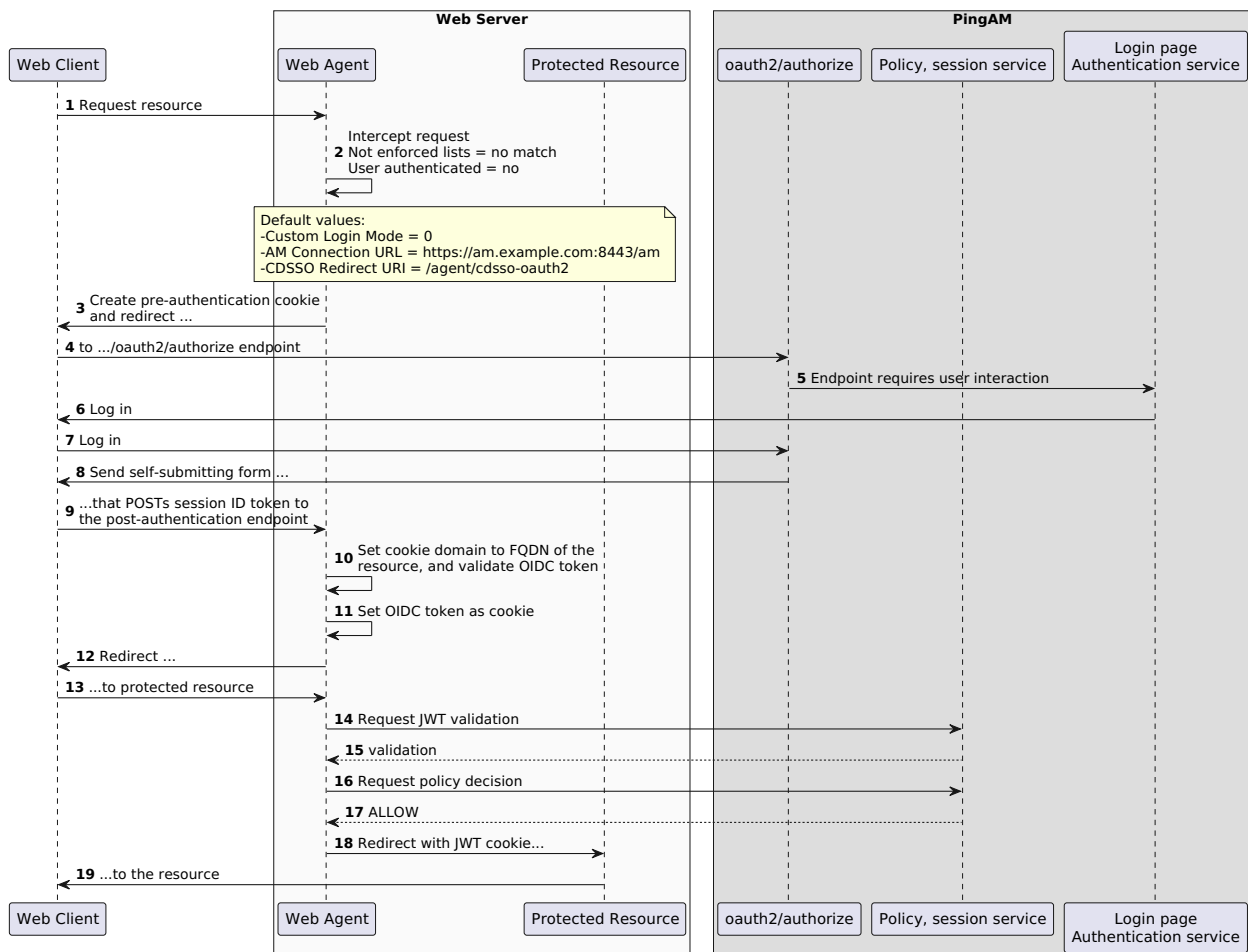 Web Server
PingAM
Web Client
Web Agent
Protected Resource
oauth2/authorize
Policy, session service
Login page
Authentication service
1 Request resource
Intercept request
2 Not enforced lists = no match
User authenticated = no
Default values:
-Custom Login Mode = 0
-AM Connection URL = https://am.example.com:8443/am
-CDSSO Redirect URI = /agent/cdsso-oauth2
3 Create pre-authentication cookie
and redirect ...
4 to .../oauth2/authorize endpoint
5 Endpoint requires user interaction
6 Log in
7 Log in
8 Send self-submitting form ...
9 ...that POSTs session ID token to
the post-authentication endpoint
10 Set cookie domain to FQDN of the
resource, and validate OIDC token
11 Set OIDC token as cookie
12 Redirect ...
13 ...to protected resource
14 Request JWT validation
15 validation
16 Request policy decision
17 ALLOW
18 Redirect with JWT cookie...
19 ...to the resource
Web Client
Web Agent
Protected Resource
oauth2/authorize
Policy, session service
Login page
Authentication service